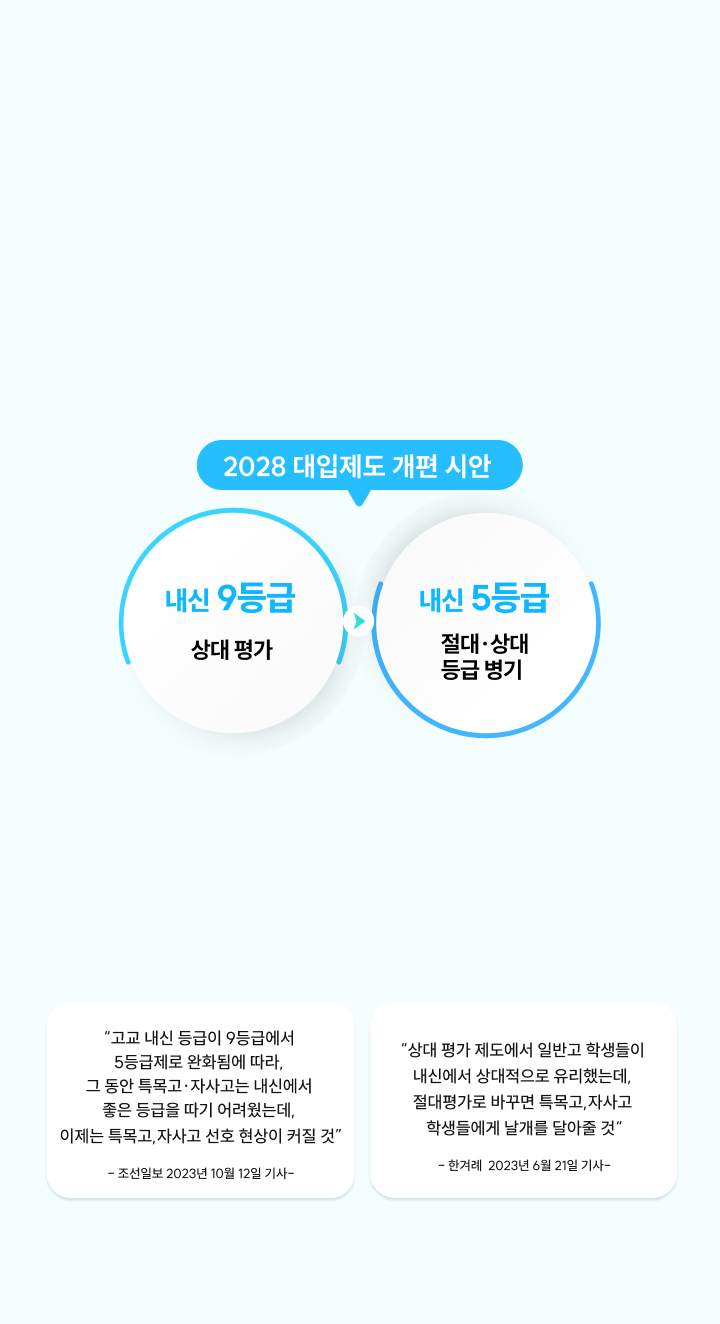 2028 대입제도 개편 시안
내신 9등급
상대 평가
내신 5등급
절대·상대
등급 병기
“고교 내신 등급이 9등급에서
5등급제로 완화됨에 따라,
그 동안 특목고·자사고는 내신에서
좋은 등급을 따기 어려웠는데,
이제는 특목고,자사고 선호 현상이 커질 것”
- 조선일보 2023년 10월 12일 기사-
“상대 평가 제도에서 일반고 학생들이
내신에서 상대적으로 유리했는데,
절대평가로 바꾸면 특목고,자사고
학생들에게 날개를 달아줄 것”
- 한겨레 2023년 6월 21일 기사-